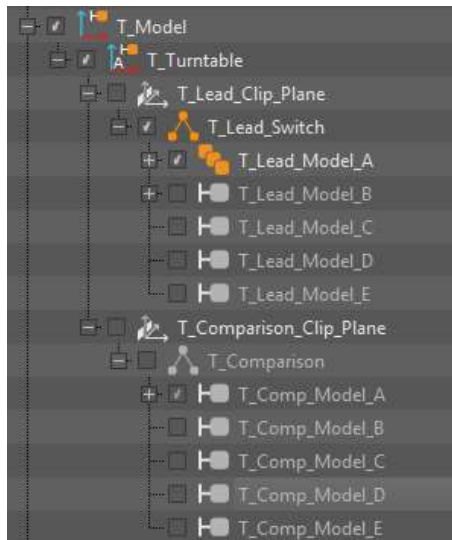 T_Model
T_Turntable
T_Lead_Clip_Plane
T_Lead_Switch
T_Lead_Model_A
T_Lead_Model_B
T_Lead_Model_C
T_Lead_Model_D
T_Lead_Model_E
T_Comparison_Clip_Plane
T_Comparison
T_Comp_Model_A
T_Comp_Model_B
T_Comp_Model_C
T_Comp_Model_D
T_Comp_Model_E